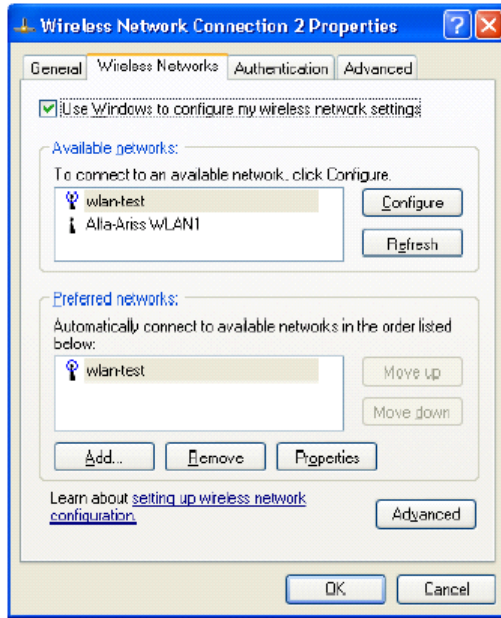 Wireless Network Connection 2 Properties
General Wireless Networks Authentication Advanced
Use Windows to configure my wireless network settings
Available networks:
To connect to an available network, click Configure.
wlan-test
Configure
Alfa-Ariss WLAN1
Refresh
Preferred networks:
Automatically connect to available networks in the order listed
below:
wlan-test
Move up
Move down
Add... Remove Properties
Learn about setting up wireless network
configuration.
Advanced
OK Cancel